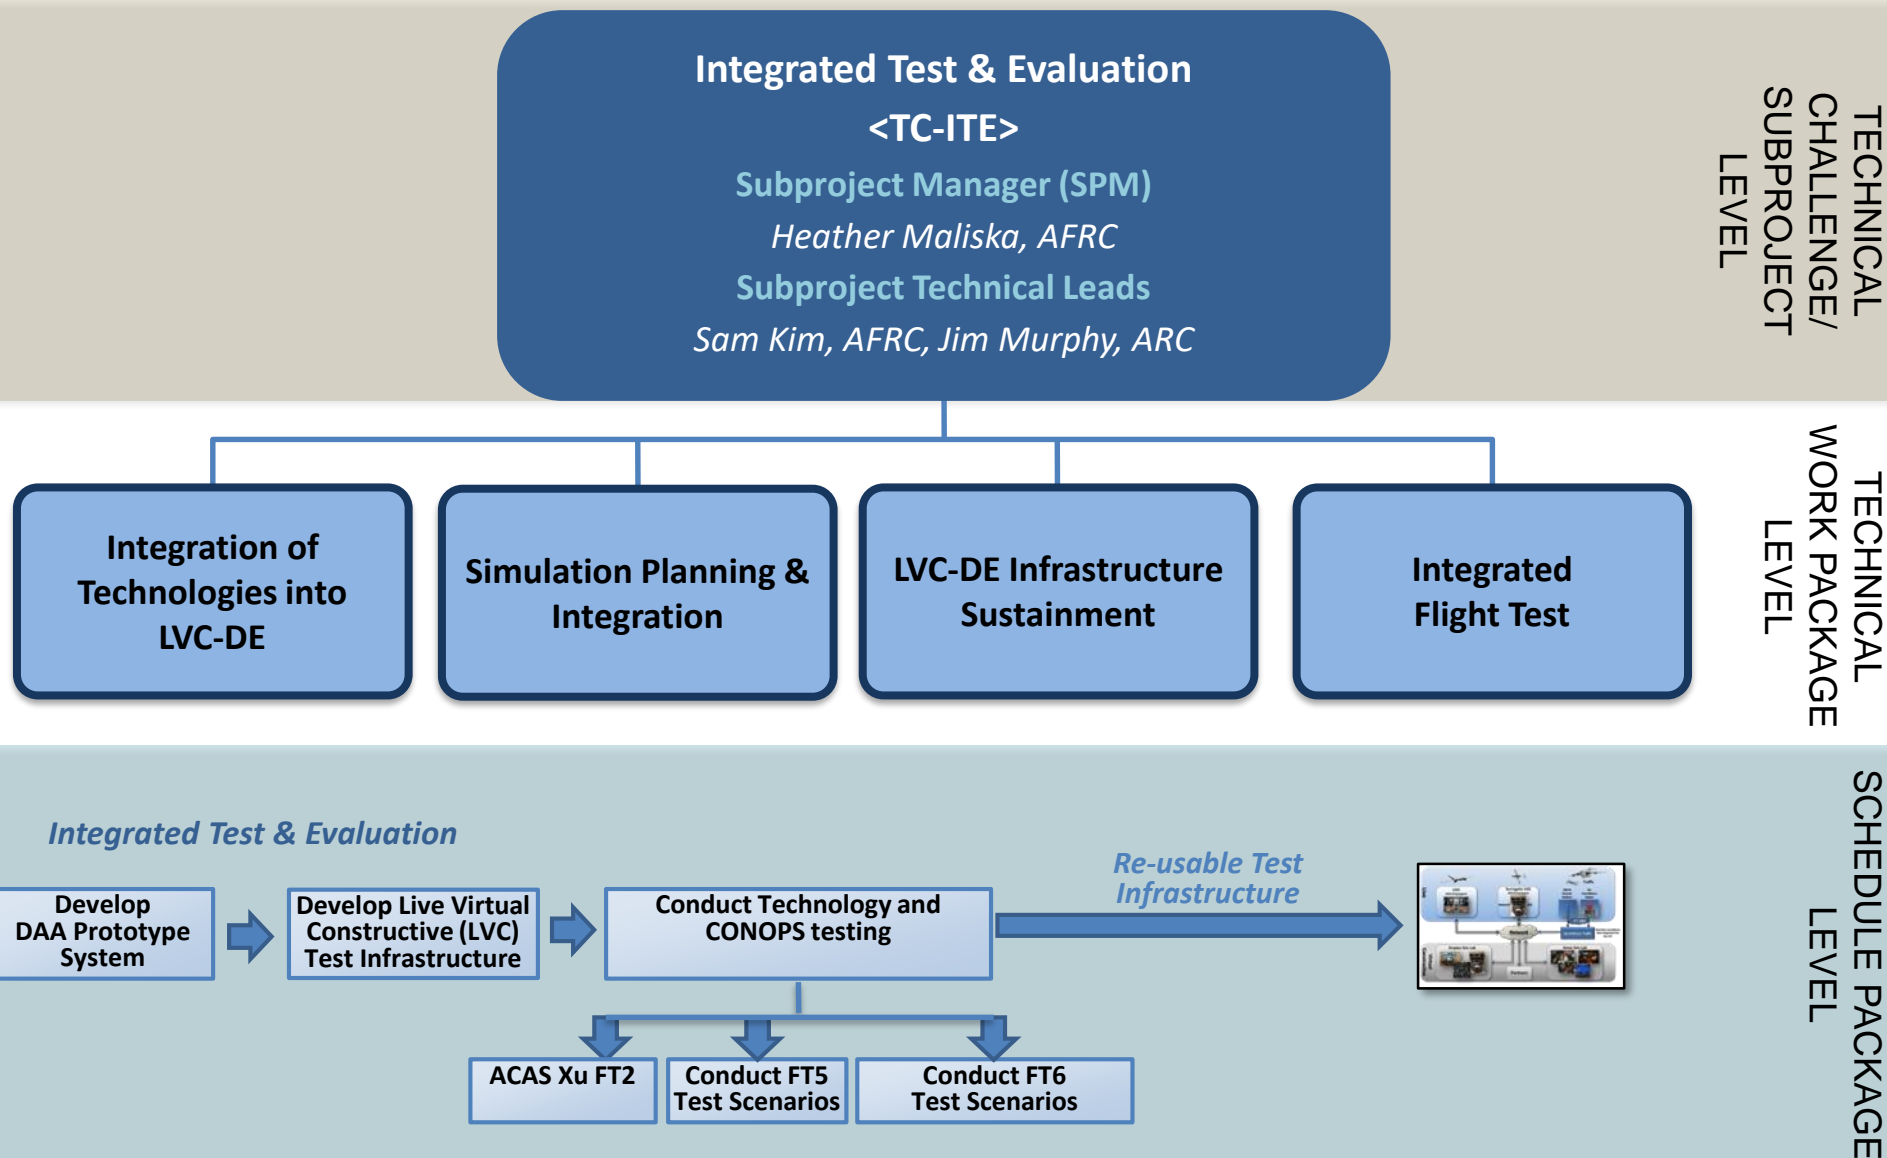 Integrated Test & Evaluation
<TC-ITE>
Subproject Manager (SPM)
Heather Maliska, AFRC
Subproject Technical Leads
Sam Kim, AFRC, Jim Murphy, ARC
TECHNICAL
CHALLENGE/
SUBPROJECT
LEVEL
Integration of
Technologies into
LVC-DE
Simulation Planning &
Integration
LVC-DE Infrastructure
Sustainment
Integrated
Flight Test
TECHNICAL
WORK PACKAGE
LEVEL
Integrated Test & Evaluation
Develop
DAA Prototype
System
Develop Live Virtual
Constructive (LVC)
Test Infrastructure
Conduct Technology and
CONOPS testing
Re-usable Test
Infrastructure
Network
Partners
ACAS Xu FT2
Conduct FT5
Test Scenarios
Conduct FT6
Test Scenarios
SCHEDULE PACKAGE
LEVEL